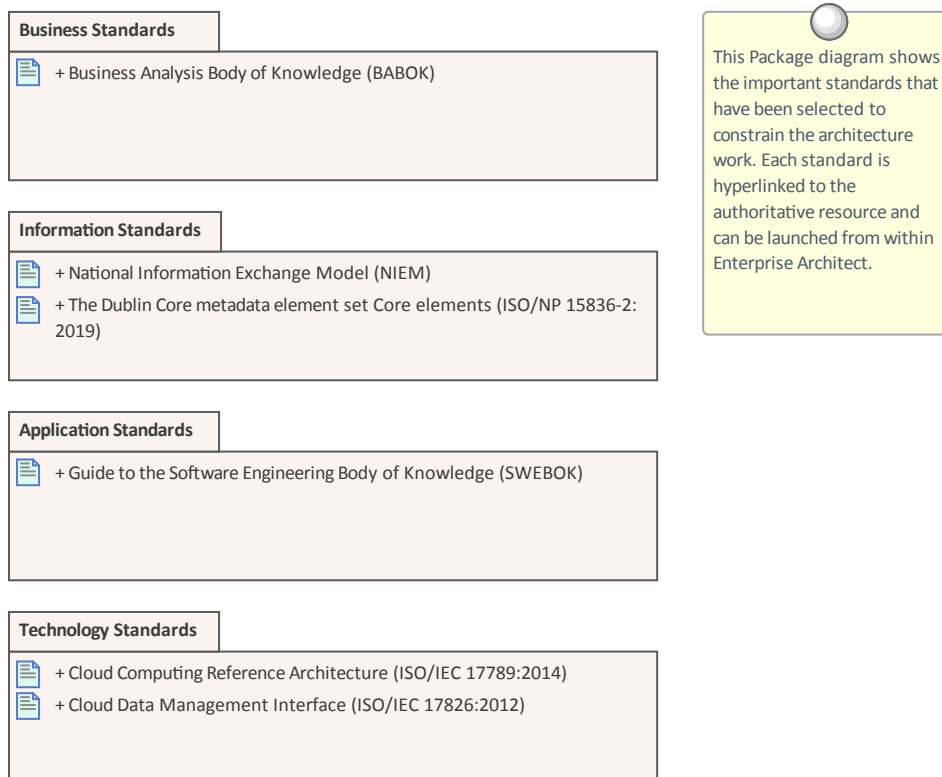 Business Standards
+ Business Analysis Body of Knowledge (BABOK)
Information Standards
+ National Information Exchange Model (NIEM)
+ The Dublin Core metadata element set Core elements (ISO/NP 15836-2:
2019)
Application Standards
+ Guide to the Software Engineering Body of Knowledge (SWEBOK)
Technology Standards
+ Cloud Computing Reference Architecture (ISO/IEC 17789:2014)
+ Cloud Data Management Interface (ISO/IEC 17826:2012)
This Package diagram shows
the important standards that
have been selected to
constrain the architecture
work. Each standard is
hyperlinked to the
authoritative resource and
can be launched from within
Enterprise Architect.